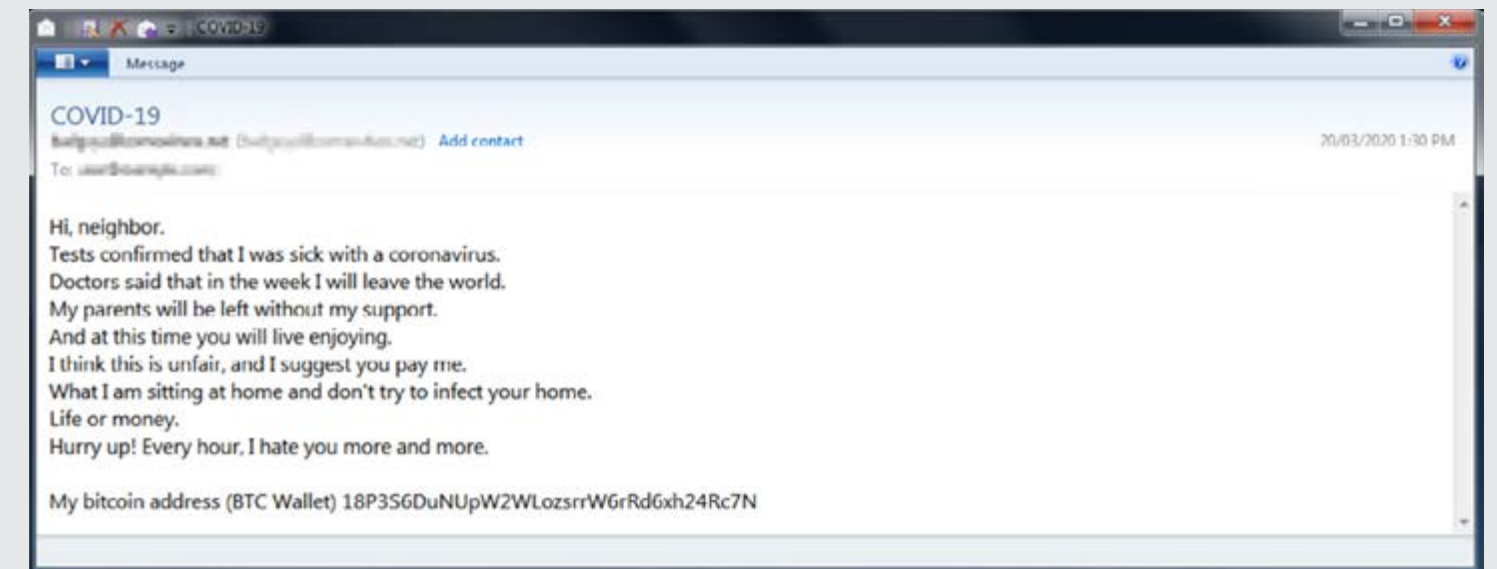 COVID-19
Message
COVID-19
Add contact
20/03/2020 1:30 PM
To:
Hi, neighbor.
Tests confirmed that I was sick with a coronavirus.
Doctors said that in the week I will leave the world.
My parents will be left without my support.
And at this time you will live enjoying.
I think this is unfair, and I suggest you pay me.
What I am sitting at home and don't try to infect your home.
Life or money.
Hurry up! Every hour, I hate you more and more.
My bitcoin address (BTC Wallet) 18P3S6DuNUpW2WLozsrrW6rRd6xh24Rc7N